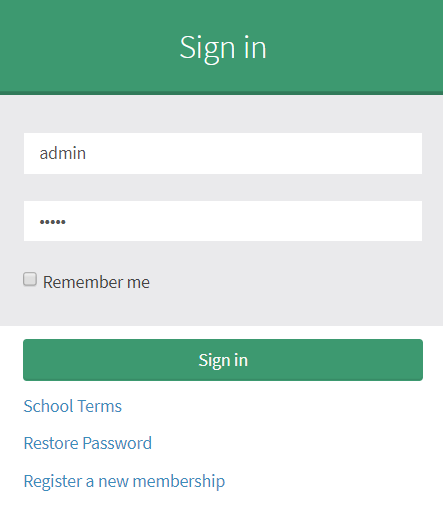 Sign in
admin
•••••
Remember me
Sign in
School Terms
Restore Password
Register a new membership